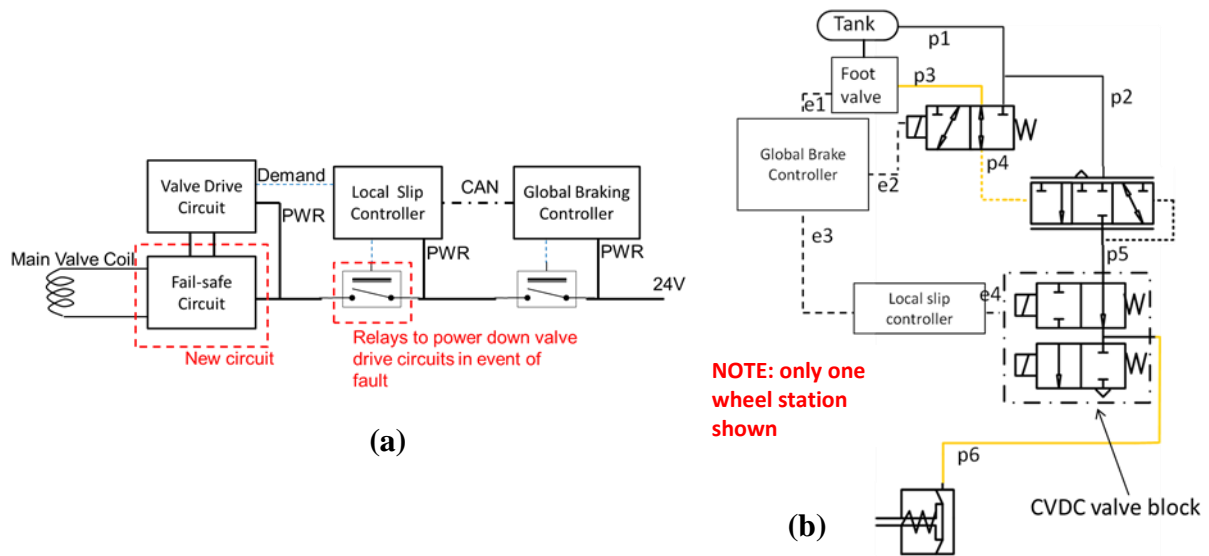 Valve Drive
Circuit
Demand
Local Slip
Controller
CAN
Global Braking
Controller
PWR
PWR
PWR
Main Valve Coil
Fail-safe
Circuit
24V
New circuit
Relays to power down valve
drive circuits in event of
fault
(a)
Tank
p1
Foot
valve
p3
p2
e1
Global Brake
Controller
p4
e2
e3
p5
Local slip
controller
e4
NOTE: only one
wheel station
shown
p6
CVDC valve block
(b)